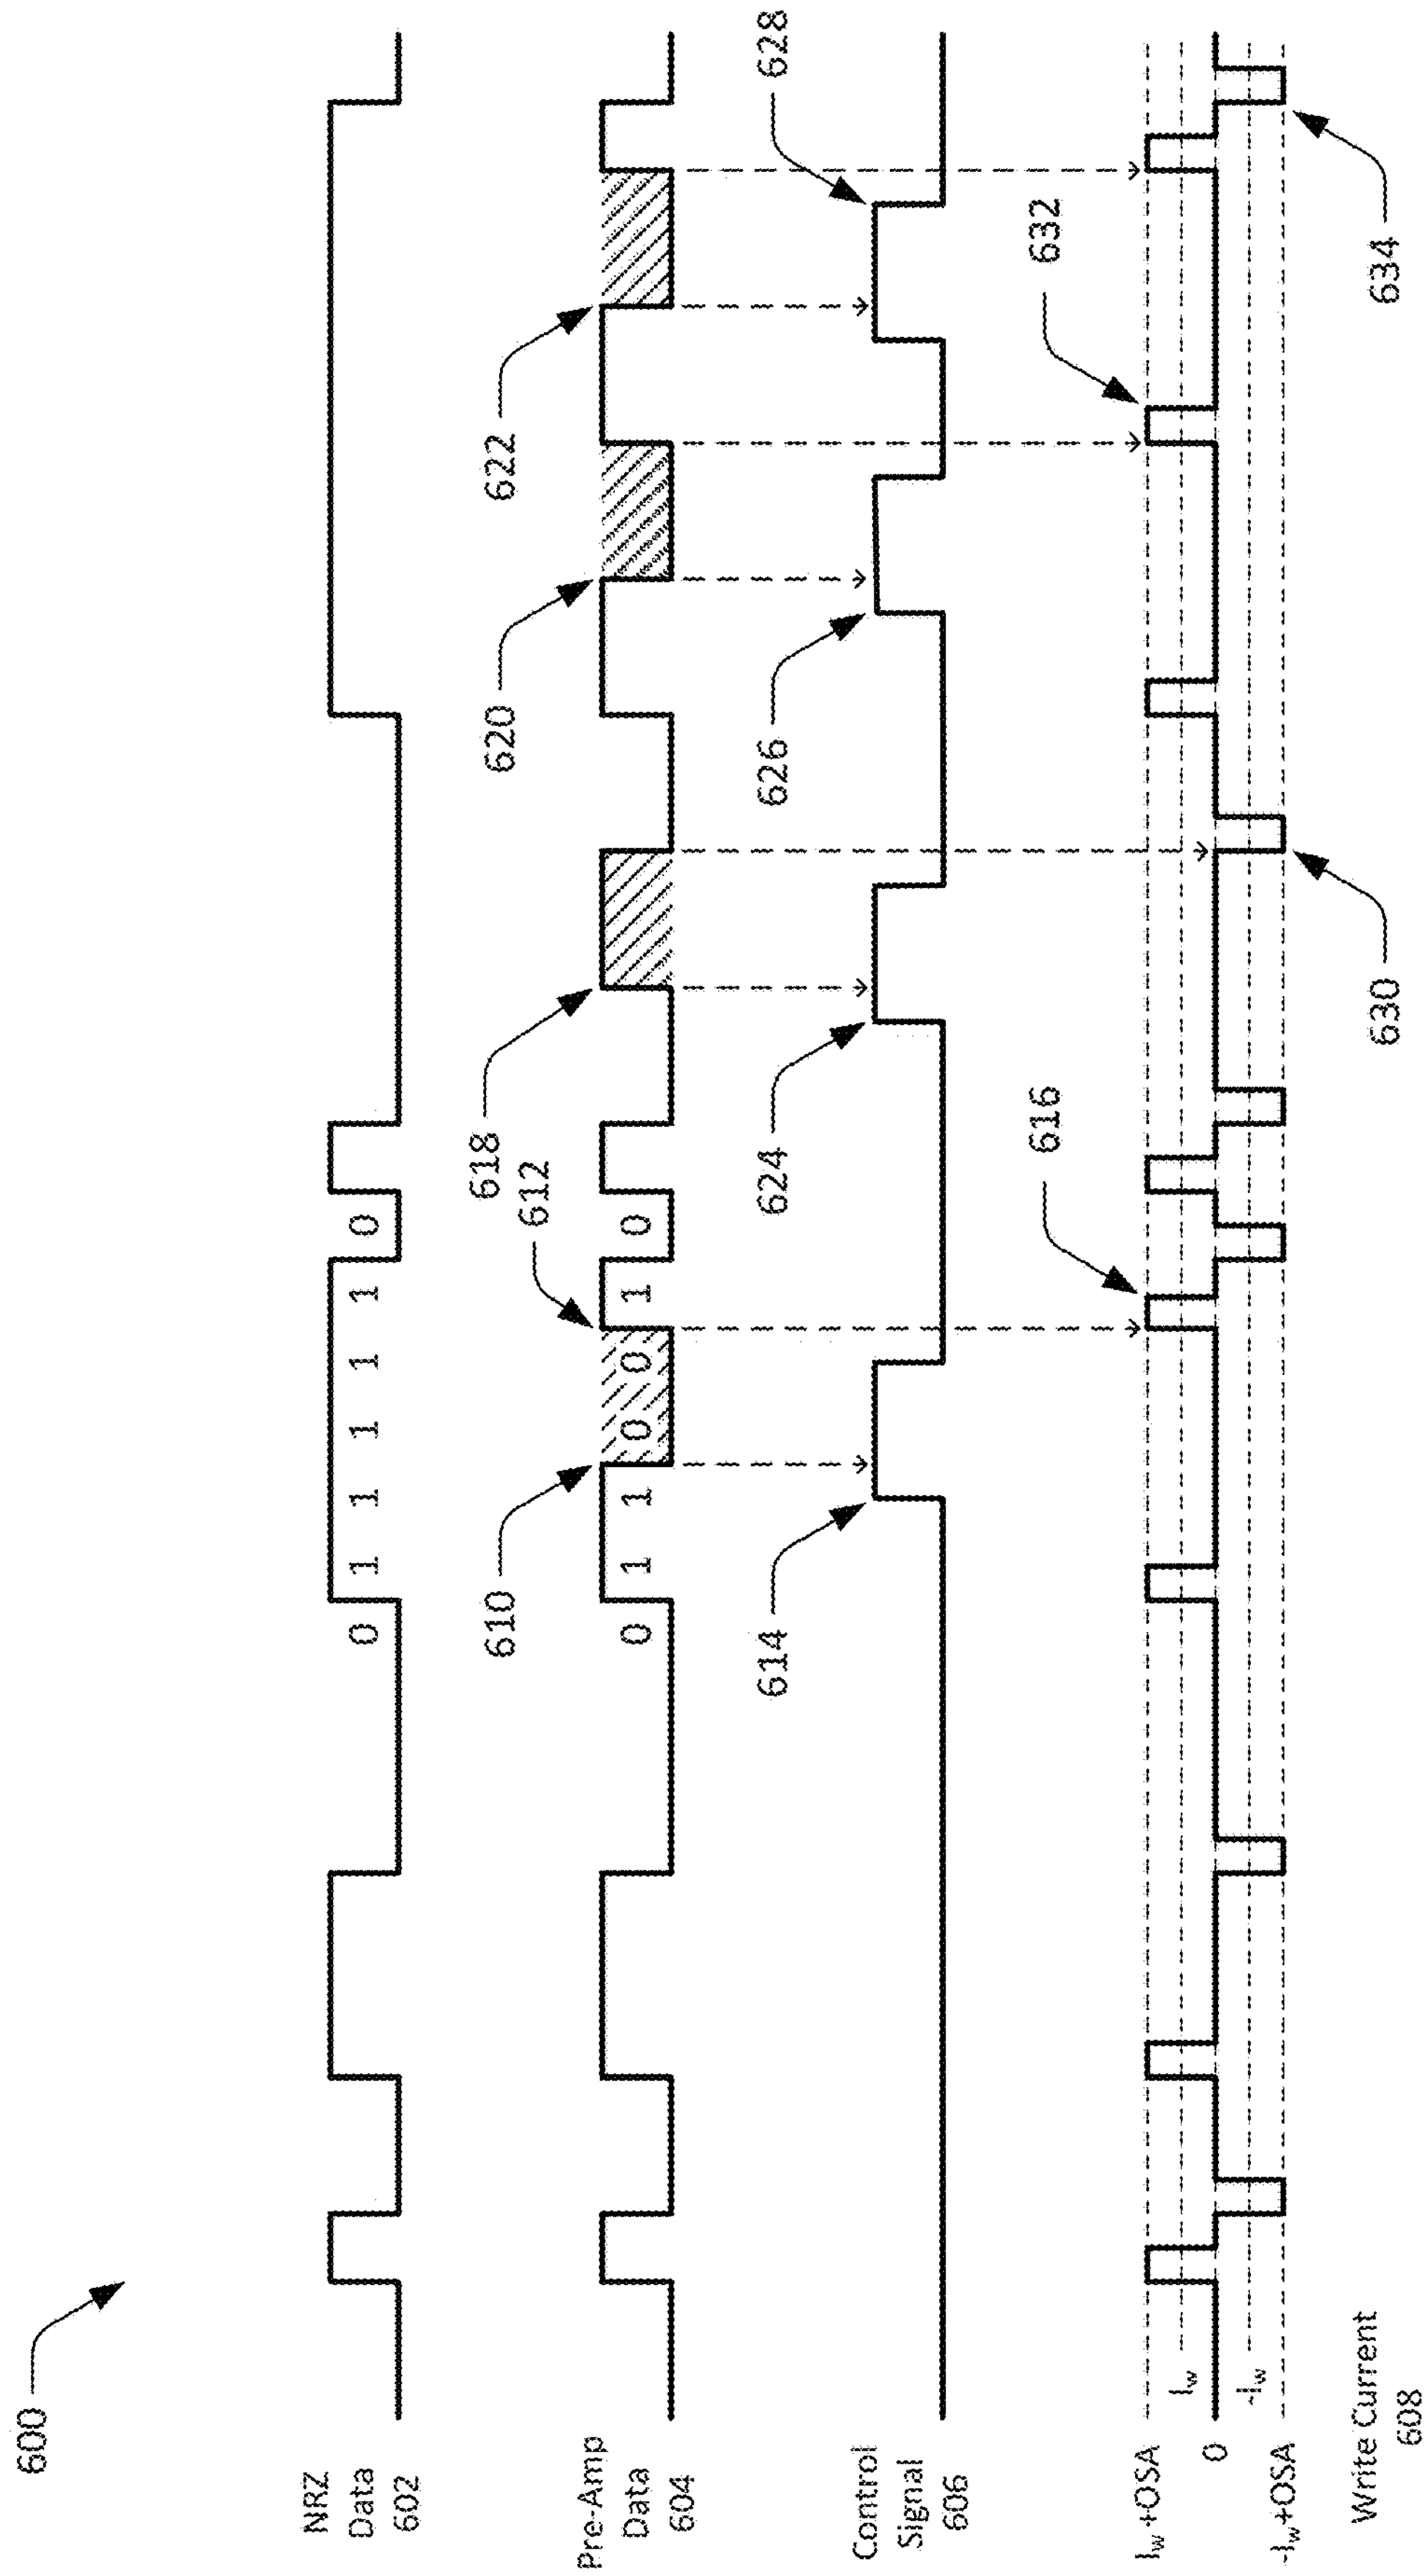 600
NRZ
Data
602
0 1 1 1 1 1 0
Pre-Amp
Data
604
610
612
618
620
622
0 1 1 0 0 1 0
Control
Signal
606
614
624
626
628
616
632
Iw+OSA
Iw
0
-Iw
-Iw+OSA
630
634
Write Current
608